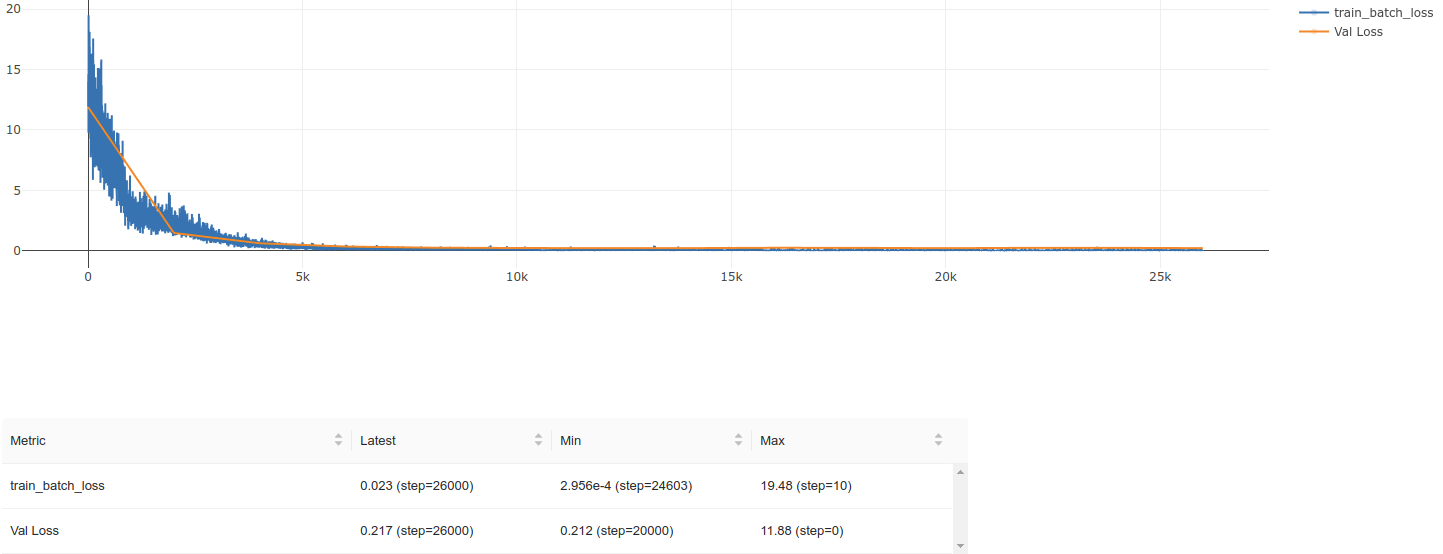 20
15
10
5
0
0 5k 10k 15k 20k 25k
train_batch_loss
Val Loss
Metric Latest Min Max
train_batch_loss 0.023 (step=26000) 2.956e-4 (step=24603) 19.48 (step=10)
Val Loss 0.217 (step=26000) 0.212 (step=20000) 11.88 (step=0)